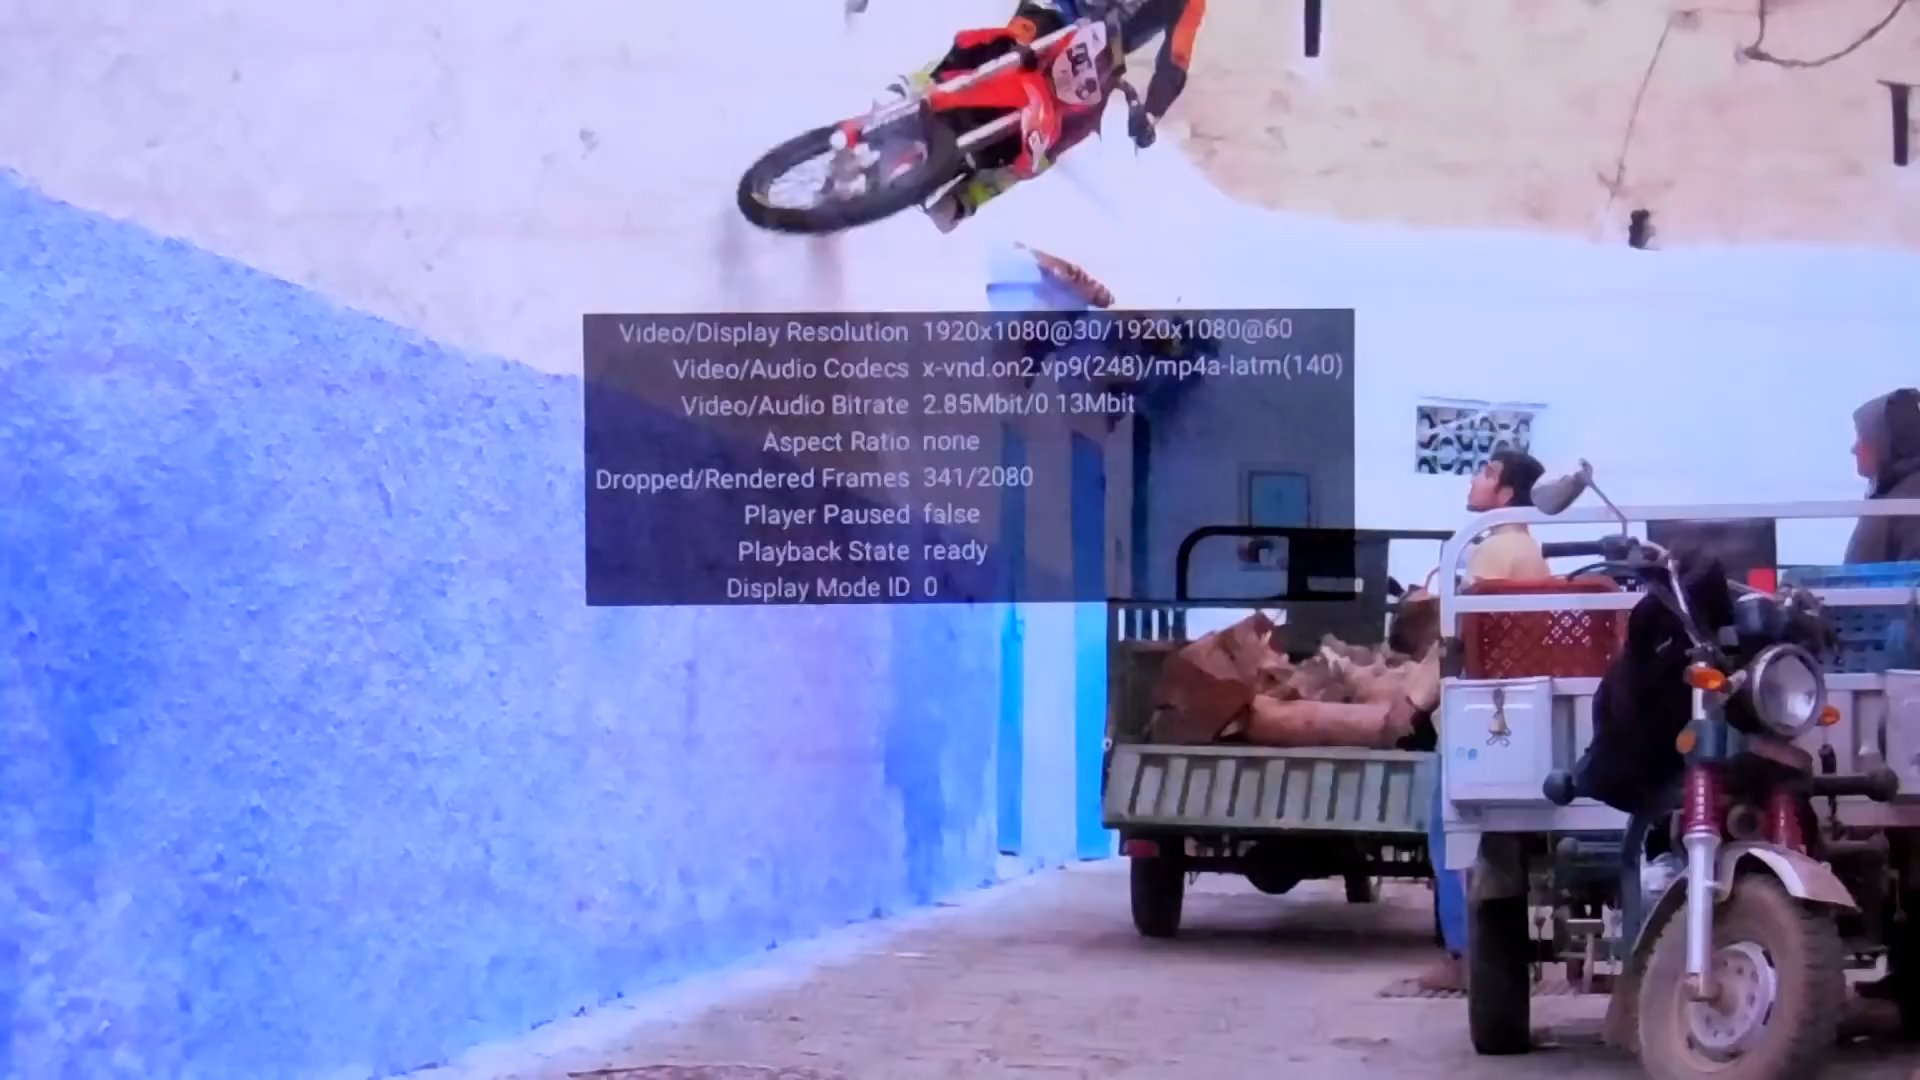 Video/Display Resolution 1920x1080@30/1920x1080@60
Video/Audio Codecs x-vnd.on2.vp9(248)/mp4a-latm(140)
Video/Audio Bitrate 2.85Mbit/0.13Mbit
Aspect Ratio none
Dropped/Rendered Frames 341/2080
Player Paused false
Playback State ready
Display Mode ID 0